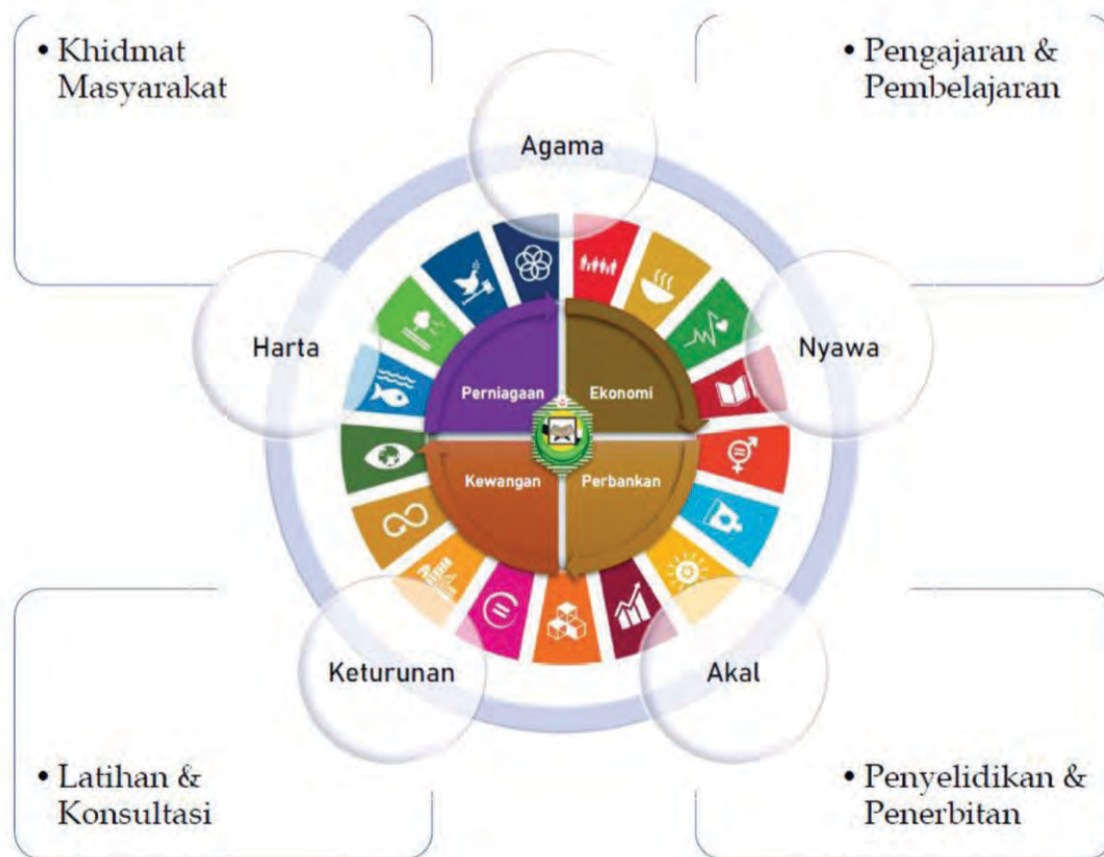 • Khidmat
Masyarakat
• Pengajaran &
Pembelajaran
Agama
Harta
Nyawa
Perniagaan
Ekonomi
Kewangan
Perbankan
Keturunan
Akal
• Latihan &
Konsultasi
• Penyelidikan &
Penerbitan